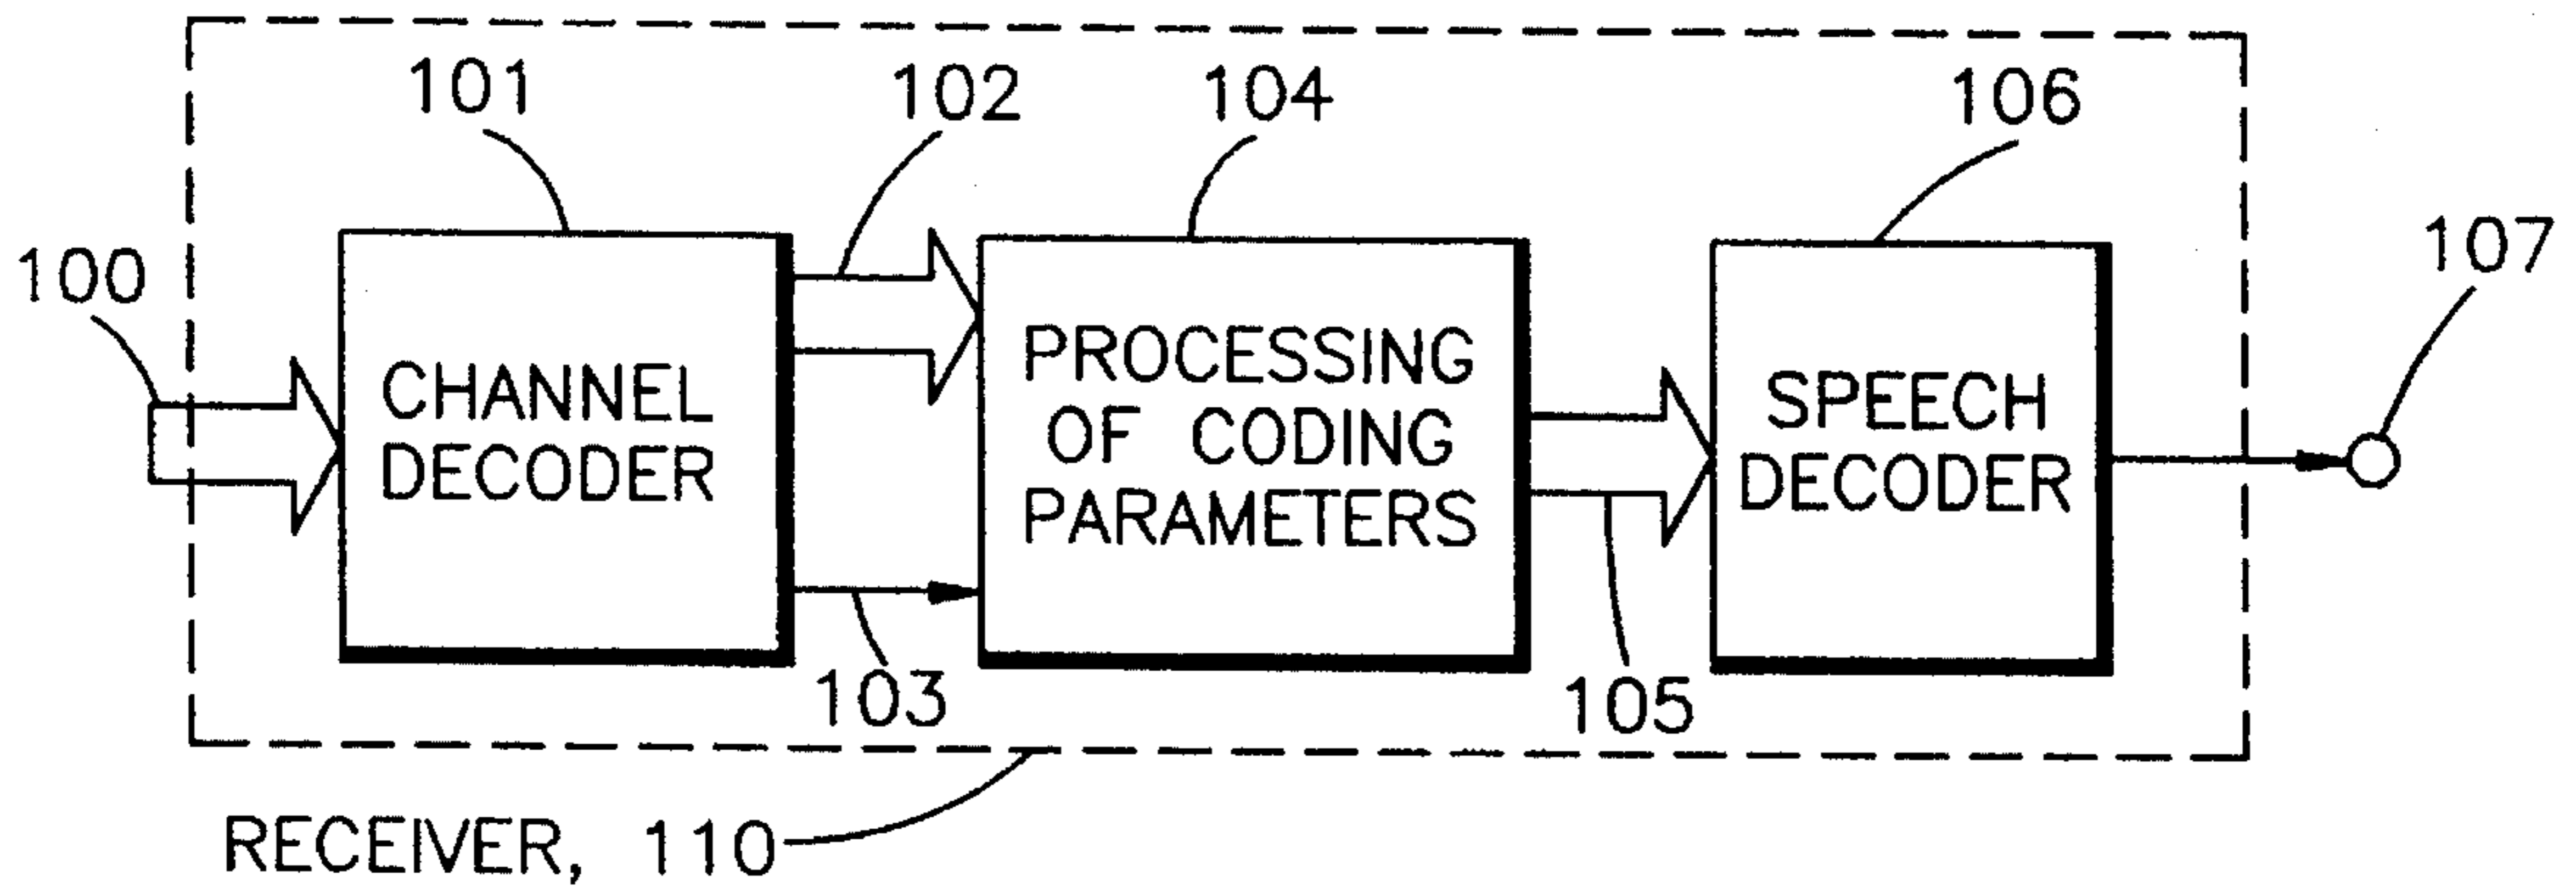 101
102
104
106
100
107
CHANNEL
DECODER
PROCESSING
OF CODING
PARAMETERS
SPEECH
DECODER
103
105
RECEIVER, 110